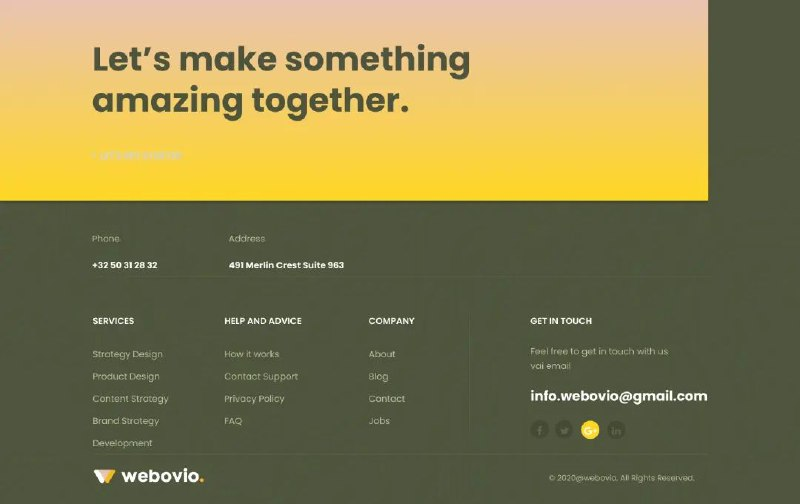 Let’s make something
amazing together.
Phone
Address
+32 50 31 28 32
491 Merlin Crest Suite 963
SERVICES
Strategy Design
Product Design
Content Strategy
Brand Strategy
Development
HELP AND ADVICE
How it works
Contact Support
Privacy Policy
FAQ
COMPANY
About
Blog
Contact
Jobs
GET IN TOUCH
Feel free to get in touch with us
vai email
info.webovio@gmail.com
G+
in
webovio.
© 2020@webovio. All Rights Reserved.